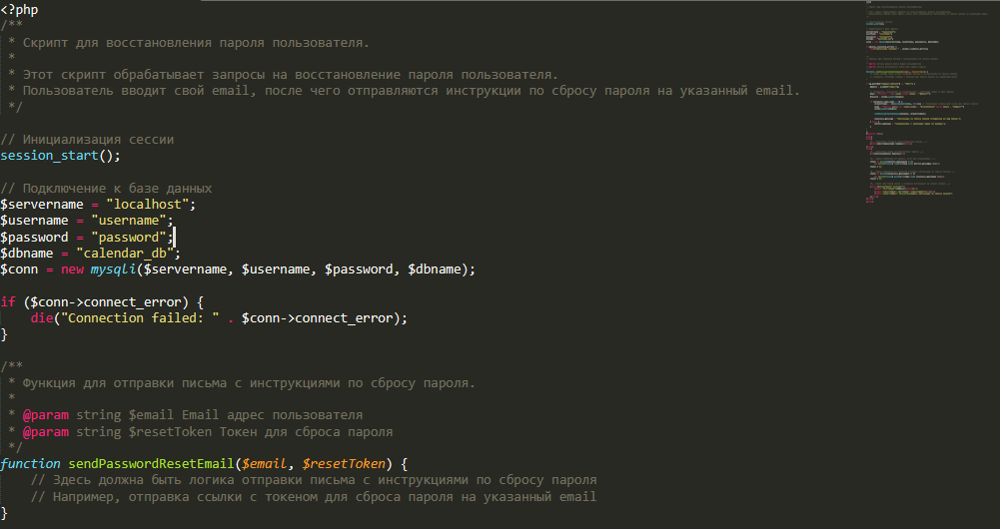 <?php
/**
 * Скрипт для восстановления пароля пользователя.
 *
 * Этот скрипт обрабатывает запросы на восстановление пароля пользователя.
 * Пользователь вводит свой email, после чего отправляются инструкции по сбросу пароля на указанный email.
 */
// Инициализация сессии
session_start();
// Подключение к базе данных
$servername = "localhost";
$username = "username";
$password = "password";
$dbname = "calendar_db";
$conn = new mysqli($servername, $username, $password, $dbname);
if ($conn->connect_error) {
    die("Connection failed: " . $conn->connect_error);
}
/**
 * Функция для отправки письма с инструкциями по сбросу пароля.
 *
 * @param string $email Email адрес пользователя
 * @param string $resetToken Токен для сброса пароля
 */
function sendPasswordResetEmail($email, $resetToken) {
    // Здесь должна быть логика отправки письма с инструкциями по сбросу пароля
    // Например, отправка ссылки с токеном для сброса пароля на указанный email
}